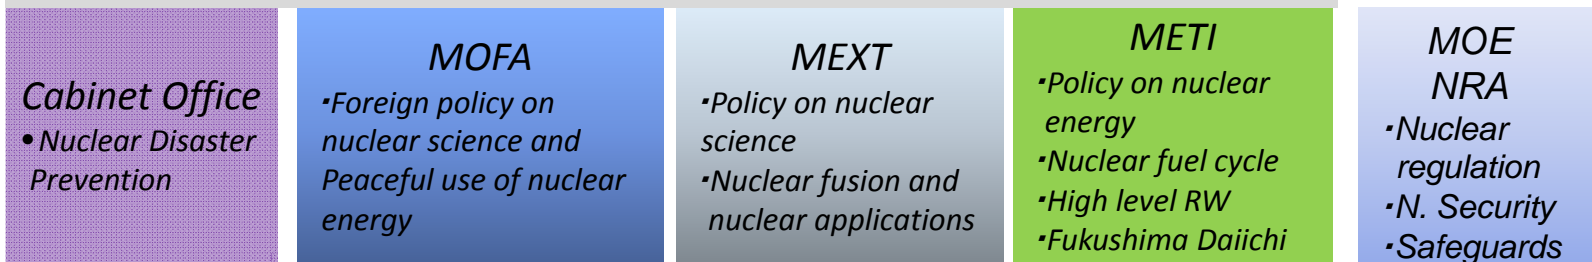 Cabinet Office
•Nuclear Disaster
Prevention
MOFA
・Foreign policy on
nuclear science and
Peaceful use of nuclear
energy
MEXT
・Policy on nuclear
science
・Nuclear fusion and
nuclear applications
METI
・Policy on nuclear
energy
・Nuclear fuel cycle
・High level RW
・Fukushima Daiichi
MOE
NRA
・Nuclear
regulation
・N. Security
・Safeguards